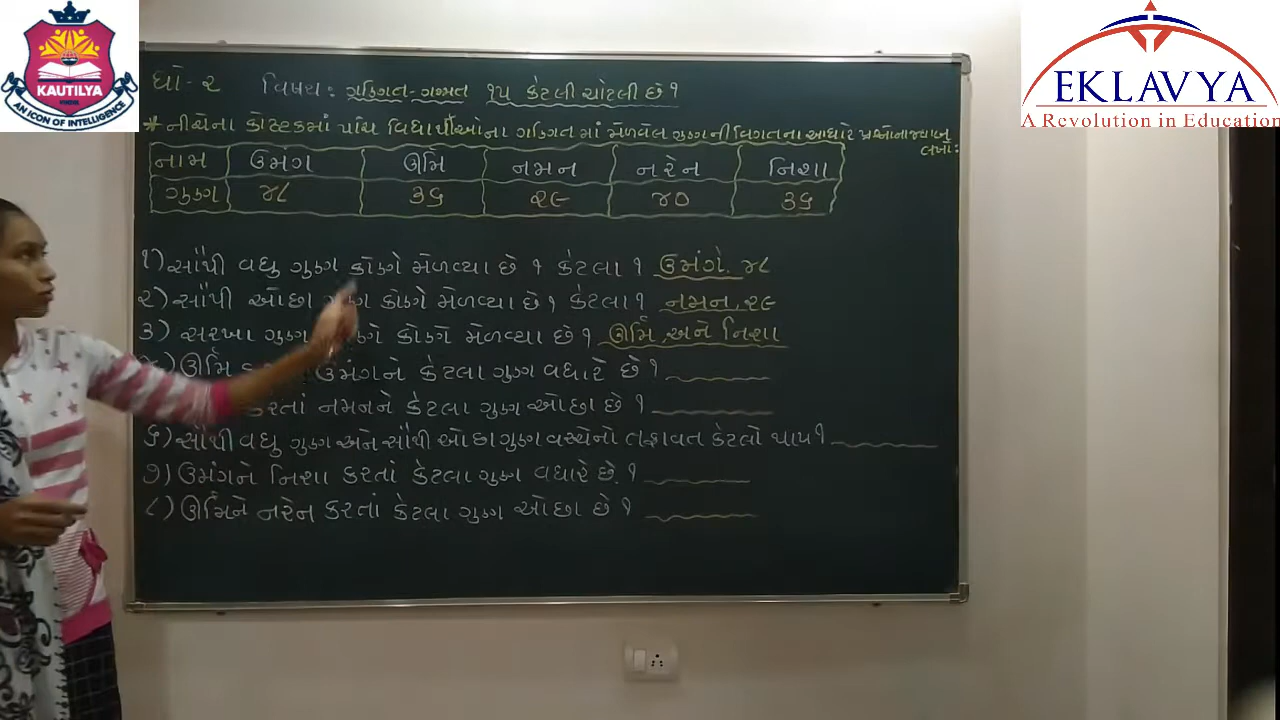 KAUTILYA
AN ICON OF INTELLIGENCE
EKLAVYA
A Revolution in Education
ધો-૨ વિષય: ગણિત-ગમ્મત ૧૫ કેટલી ચોટલી છે?
* નીચેના કોષ્ટકમાં પાંચ વિદ્યાર્થીઓના ગણિતમાં મેળવેલ ગુણની વિગતના આધારે પ્રશ્નોના જવાબ
લખો:
નામ ઉમંગ ઊર્મિ નમન નરેન નિશા
ગુણ ૪૮ ૩૬ ૨૯ ૪૦ ૩૬
૧) સૌથી વધુ ગુણ કોણે મેળવ્યા છે ? કેટલા ? ઉમંગે. ૪૮
૨) સૌથી ઓછા ગુણ કોણે મેળવ્યા છે ? કેટલા ? નમન, ૨૯
૩) સરખા ગુણ કોણે મેળવ્યા છે ? ઊર્મિ અને નિશા
ઊર્મિ ઉમંગને કેટલા ગુણ વધારે છે ?
કરતાં નમનને કેટલા ગુણ ઓછા છે ?
૬) સૌથી વધુ ગુણ અને સૌથી ઓછા ગુણ વચ્ચેનો તફાવત કેટલો થાય ?
૭) ઉમંગને નિશા કરતાં કેટલા ગુણ વધારે છે. ?
૮) ઊર્મિને નરેન કરતાં કેટલા ગુણ ઓછા છે ?